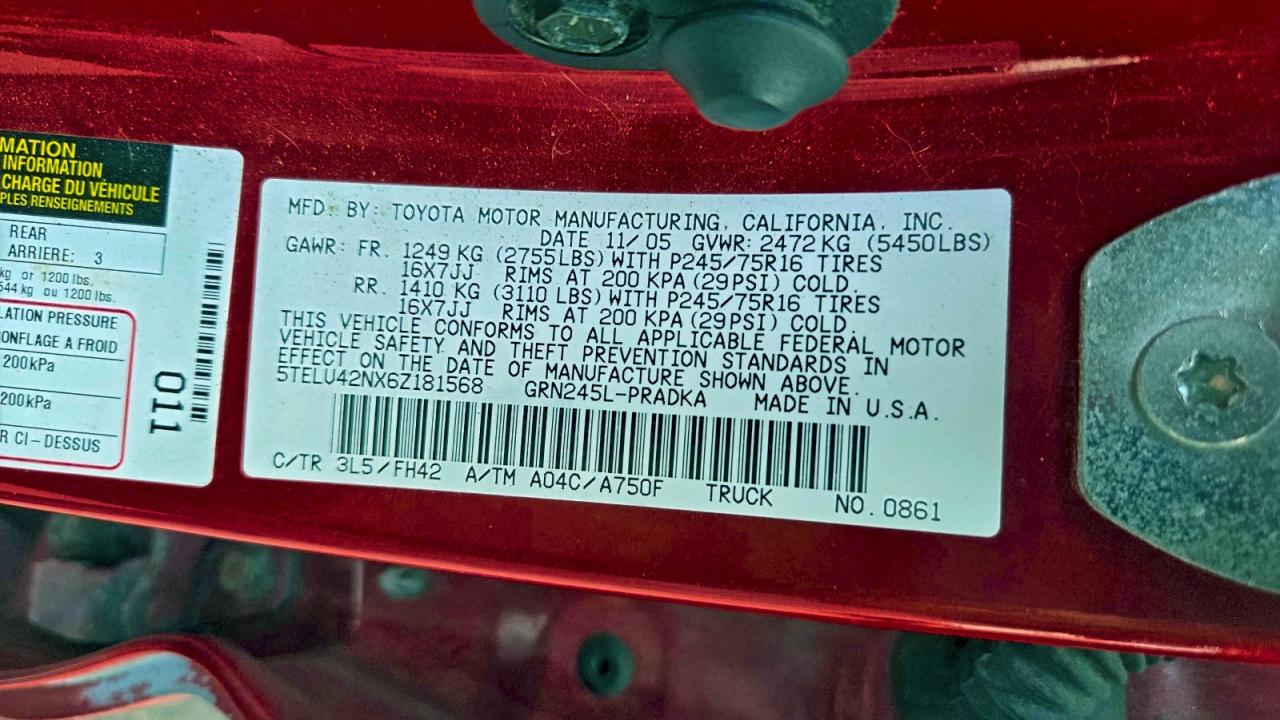 MATION
INFORMATION
CHARGE DU VÉHICULE
PLES RENSEIGNEMENTS
REAR
ARRIERE: 3
kg or 1200 lbs.
544 kg ou 1200 lbs.
LATION PRESSURE
ONFLAGE A FROID
200kPa
200kPa
R CI-DESSUS
011
MFD. BY: TOYOTA MOTOR MANUFACTURING, CALIFORNIA, INC.
DATE 11/05 GVWR: 2472 KG (5450LBS)
GAWR: FR. 1249 KG (2755LBS) WITH P245/75R16 TIRES
16X7JJ RIMS AT 200 KPA (29PSI) COLD.
RR. 1410 KG (3110 LBS) WITH P245/75R16 TIRES
16X7JJ RIMS AT 200 KPA (29PSI) COLD.
THIS VEHICLE CONFORMS TO ALL APPLICABLE FEDERAL MOTOR
VEHICLE SAFETY AND THEFT PREVENTION STANDARDS IN
EFFECT ON THE DATE OF MANUFACTURE SHOWN ABOVE.
5TELU42NX6Z181568 GRN245L-PRADKA MADE IN U.S.A.
C/TR 3L5/FH42 A/TM A04C/A750F TRUCK NO. 0861